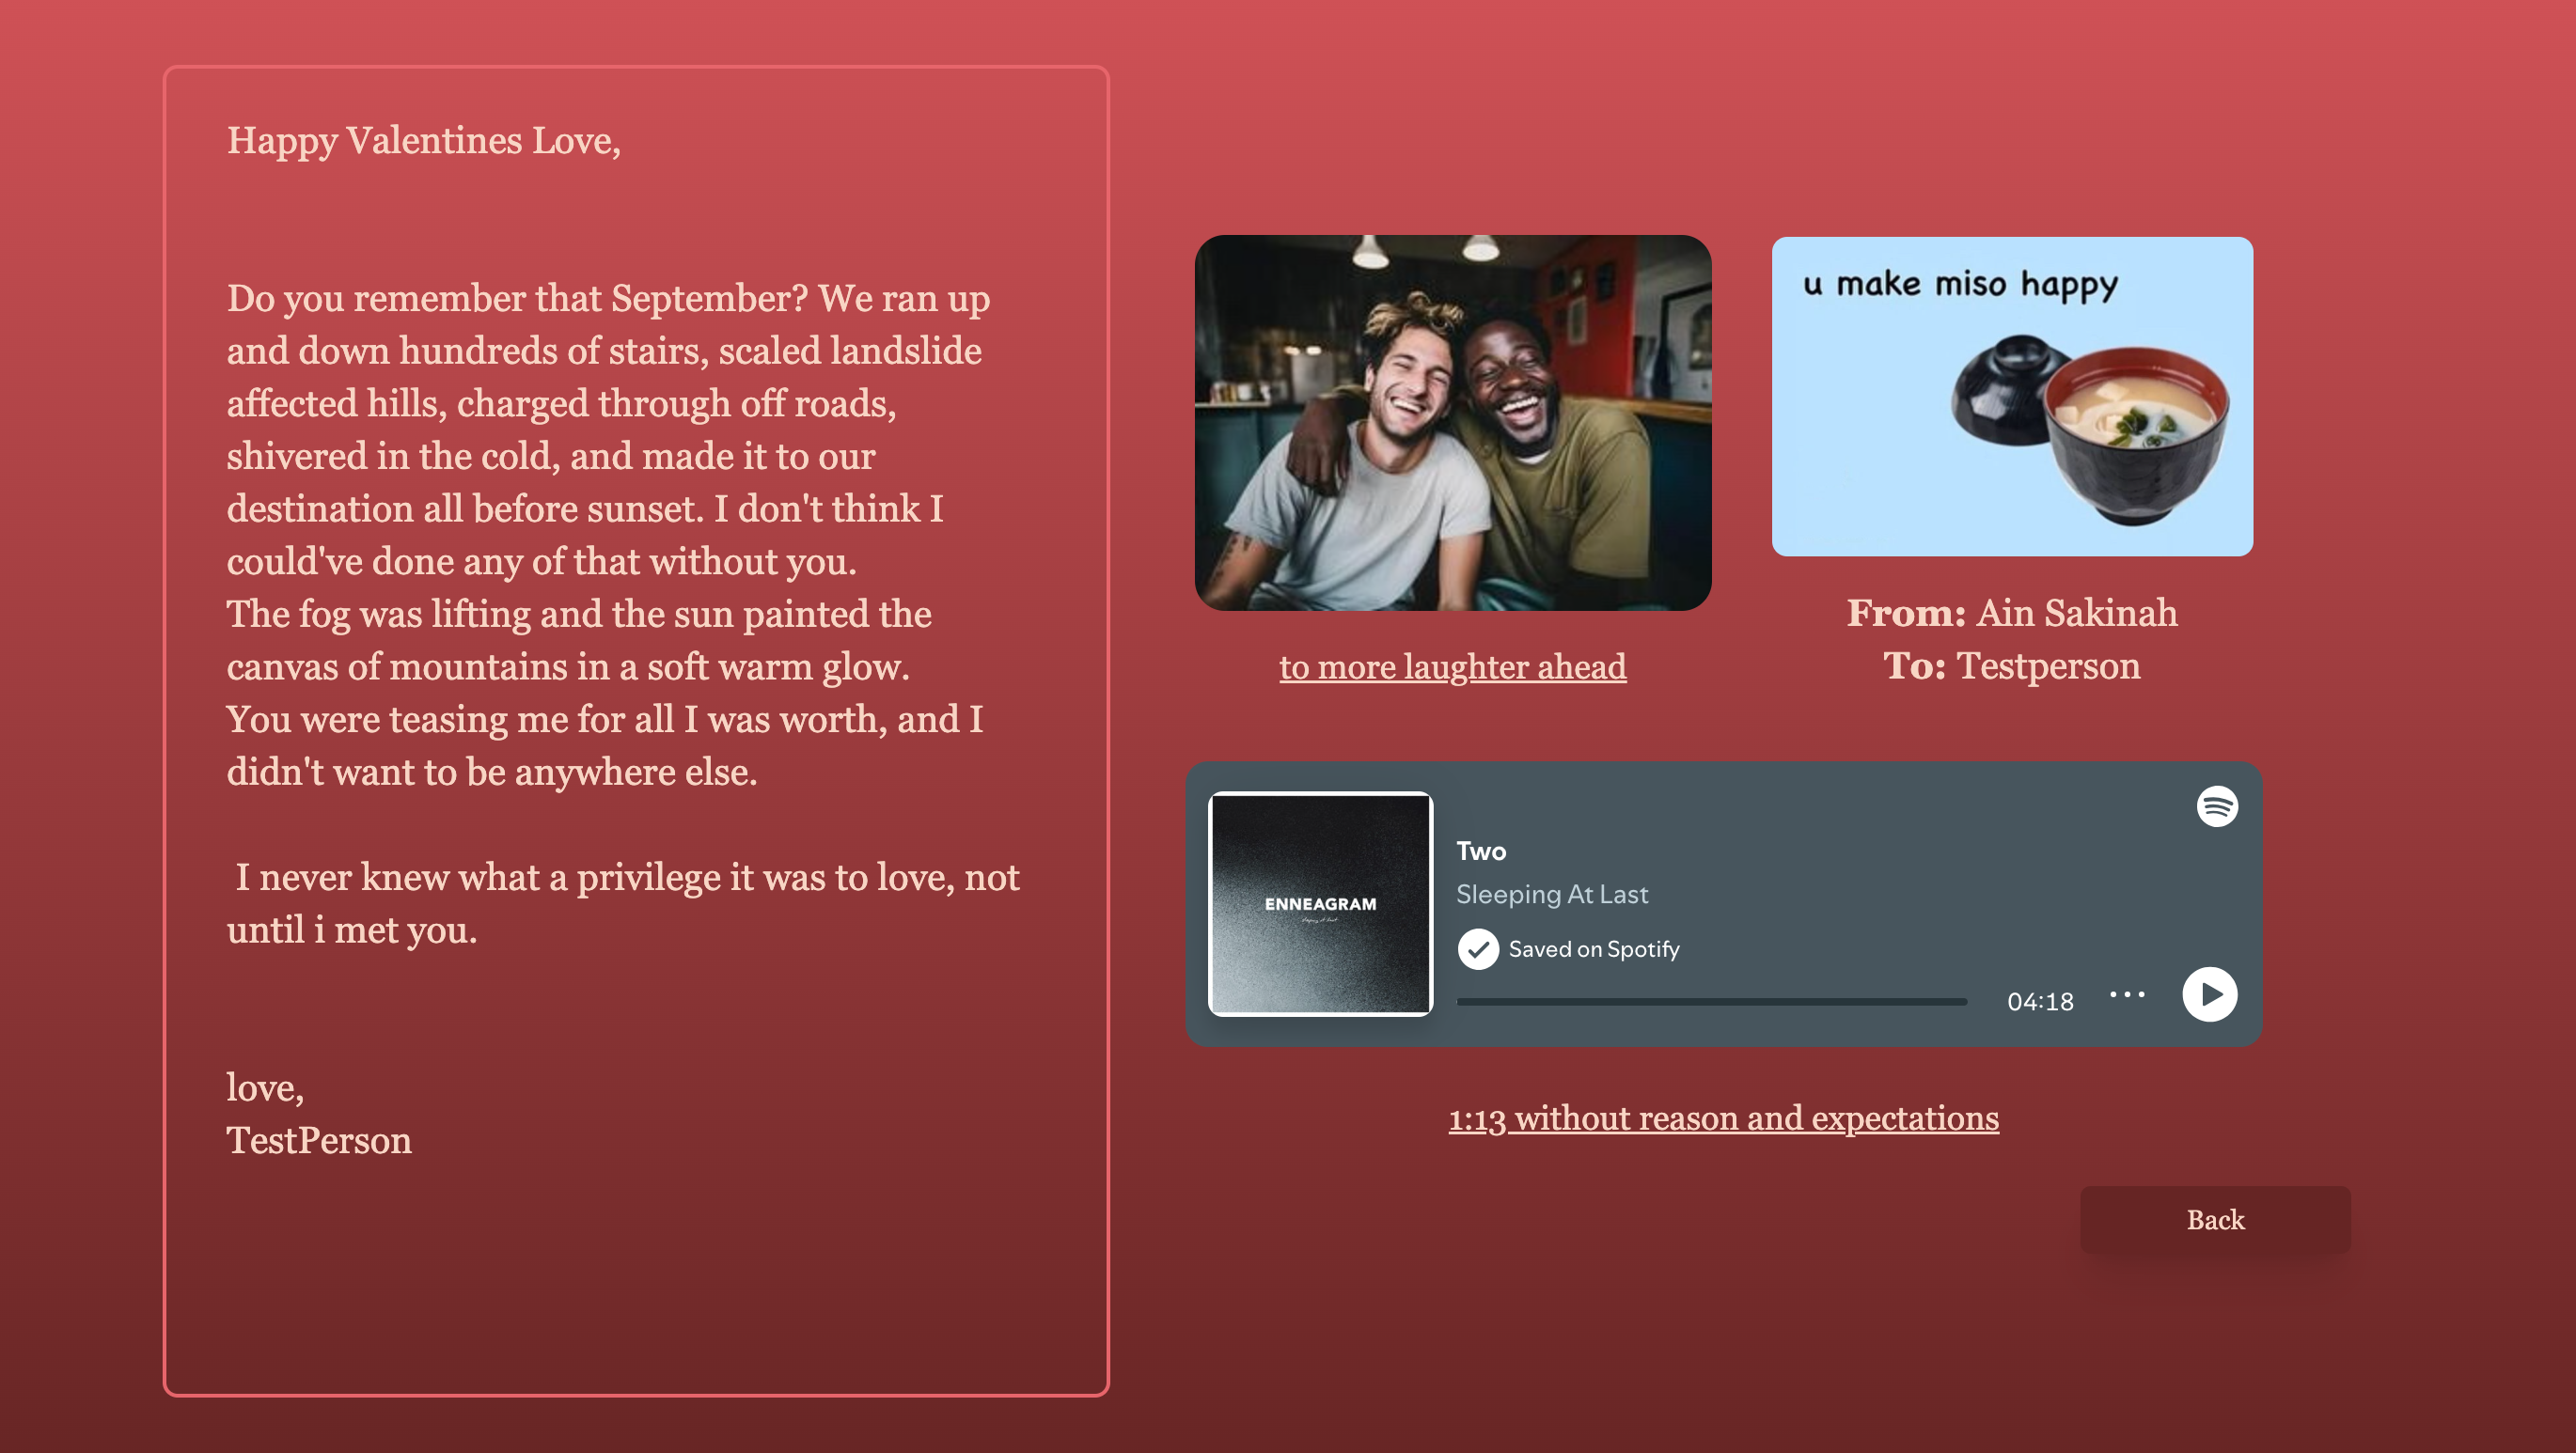 Happy Valentines Love,
Do you remember that September? We ran up
and down hundreds of stairs, scaled landslide
affected hills, charged through off roads,
shivered in the cold, and made it to our
destination all before sunset. I don't think I
could've done any of that without you.
The fog was lifting and the sun painted the
canvas of mountains in a soft warm glow.
You were teasing me for all I was worth, and I
didn't want to be anywhere else.
I never knew what a privilege it was to love, not
until i met you.
love,
TestPerson
to more laughter ahead
u make miso happy
From: Ain Sakinah
To: Testperson
ENNEAGRAM
Two
Sleeping At Last
Saved on Spotify
04:18
1:13 without reason and expectations
Back